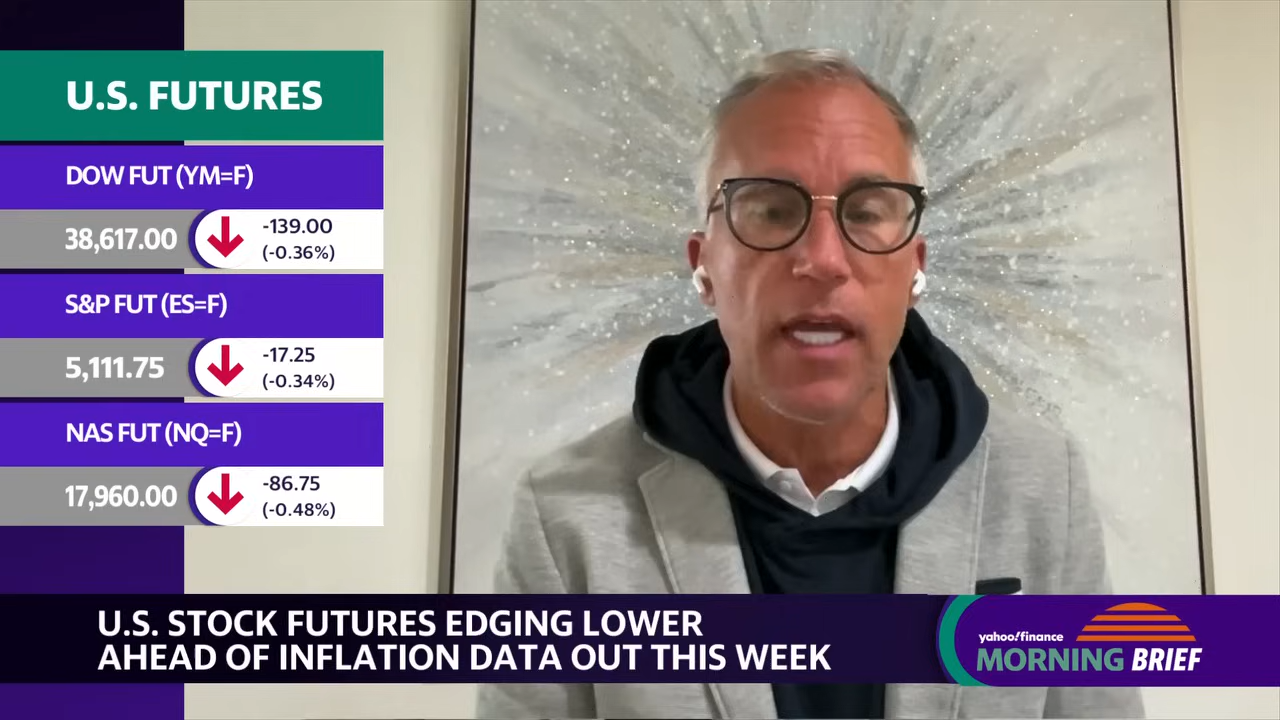 U.S. FUTURES
DOW FUT (YM=F)
38,617.00
-139.00
(-0.36%)
S&P FUT (ES=F)
5,111.75
-17.25
(-0.34%)
NAS FUT (NQ=F)
17,960.00
-86.75
(-0.48%)
U.S. STOCK FUTURES EDGING LOWER
AHEAD OF INFLATION DATA OUT THIS WEEK
yahoo!finance
MORNING BRIEF